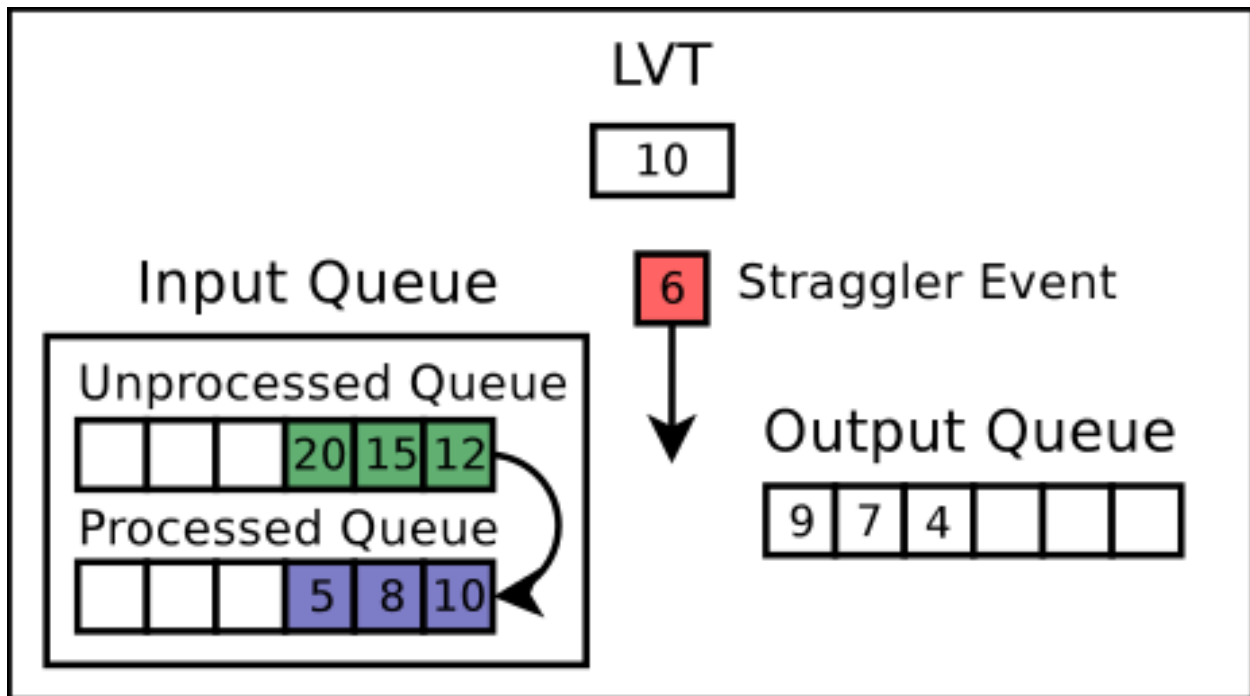 LVT
10
6 Straggler Event
Input Queue
Unprocessed Queue
20 15 12
Processed Queue
5 8 10
Output Queue
9 7 4